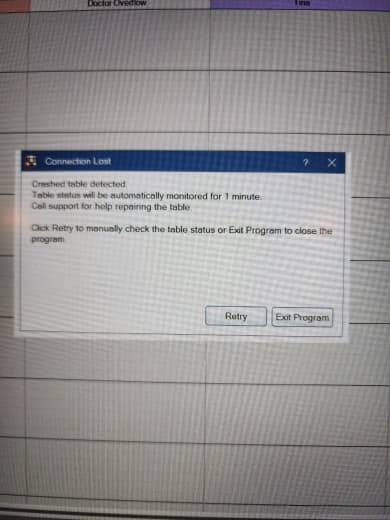 Doctor Overflow
Tina
Connection Lost
?
X
Crashed table detected.
Table status will be automatically monitored for 1 minute.
Call support for help repairing the table.
Click Retry to manually check the table status or Exit Program to close the
program.
Retry
Exit Program